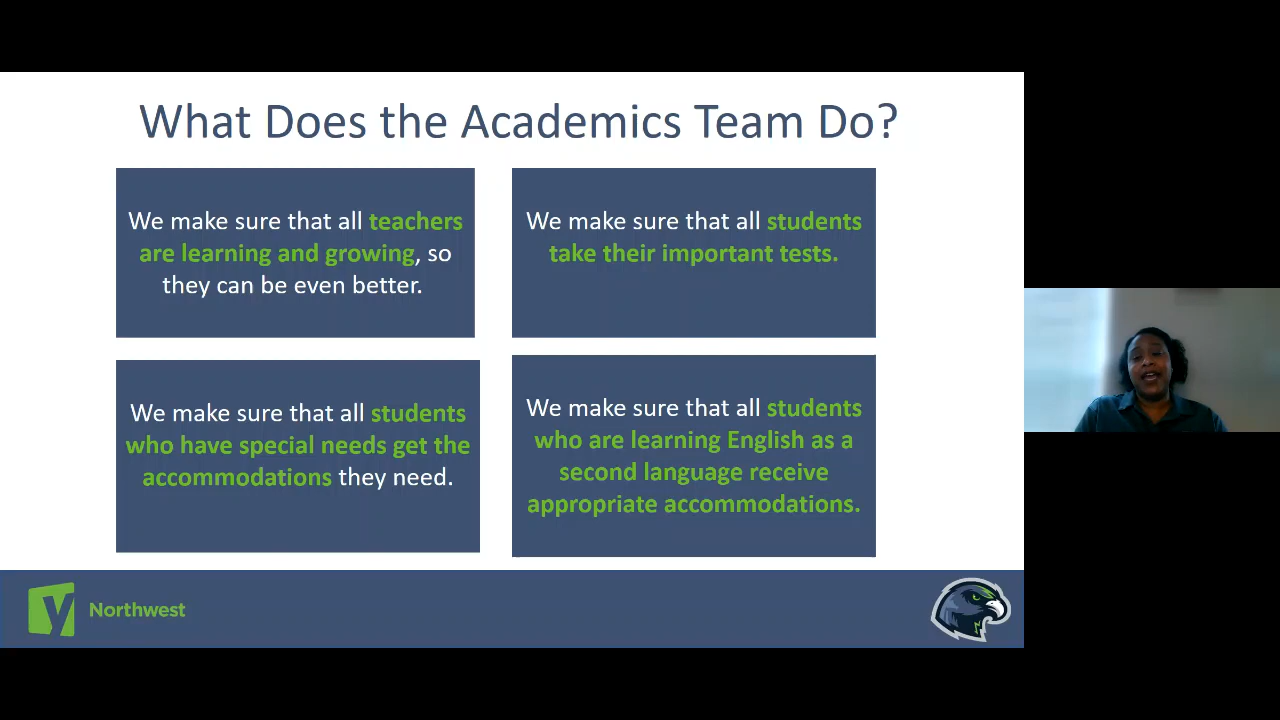 What Does the Academics Team Do?
We make sure that all teachers
are learning and growing, so
they can be even better.
We make sure that all students
take their important tests.
We make sure that all students
who have special needs get the
accommodations they need.
We make sure that all students
who are learning English as a
second language receive
appropriate accommodations.
Y Northwest